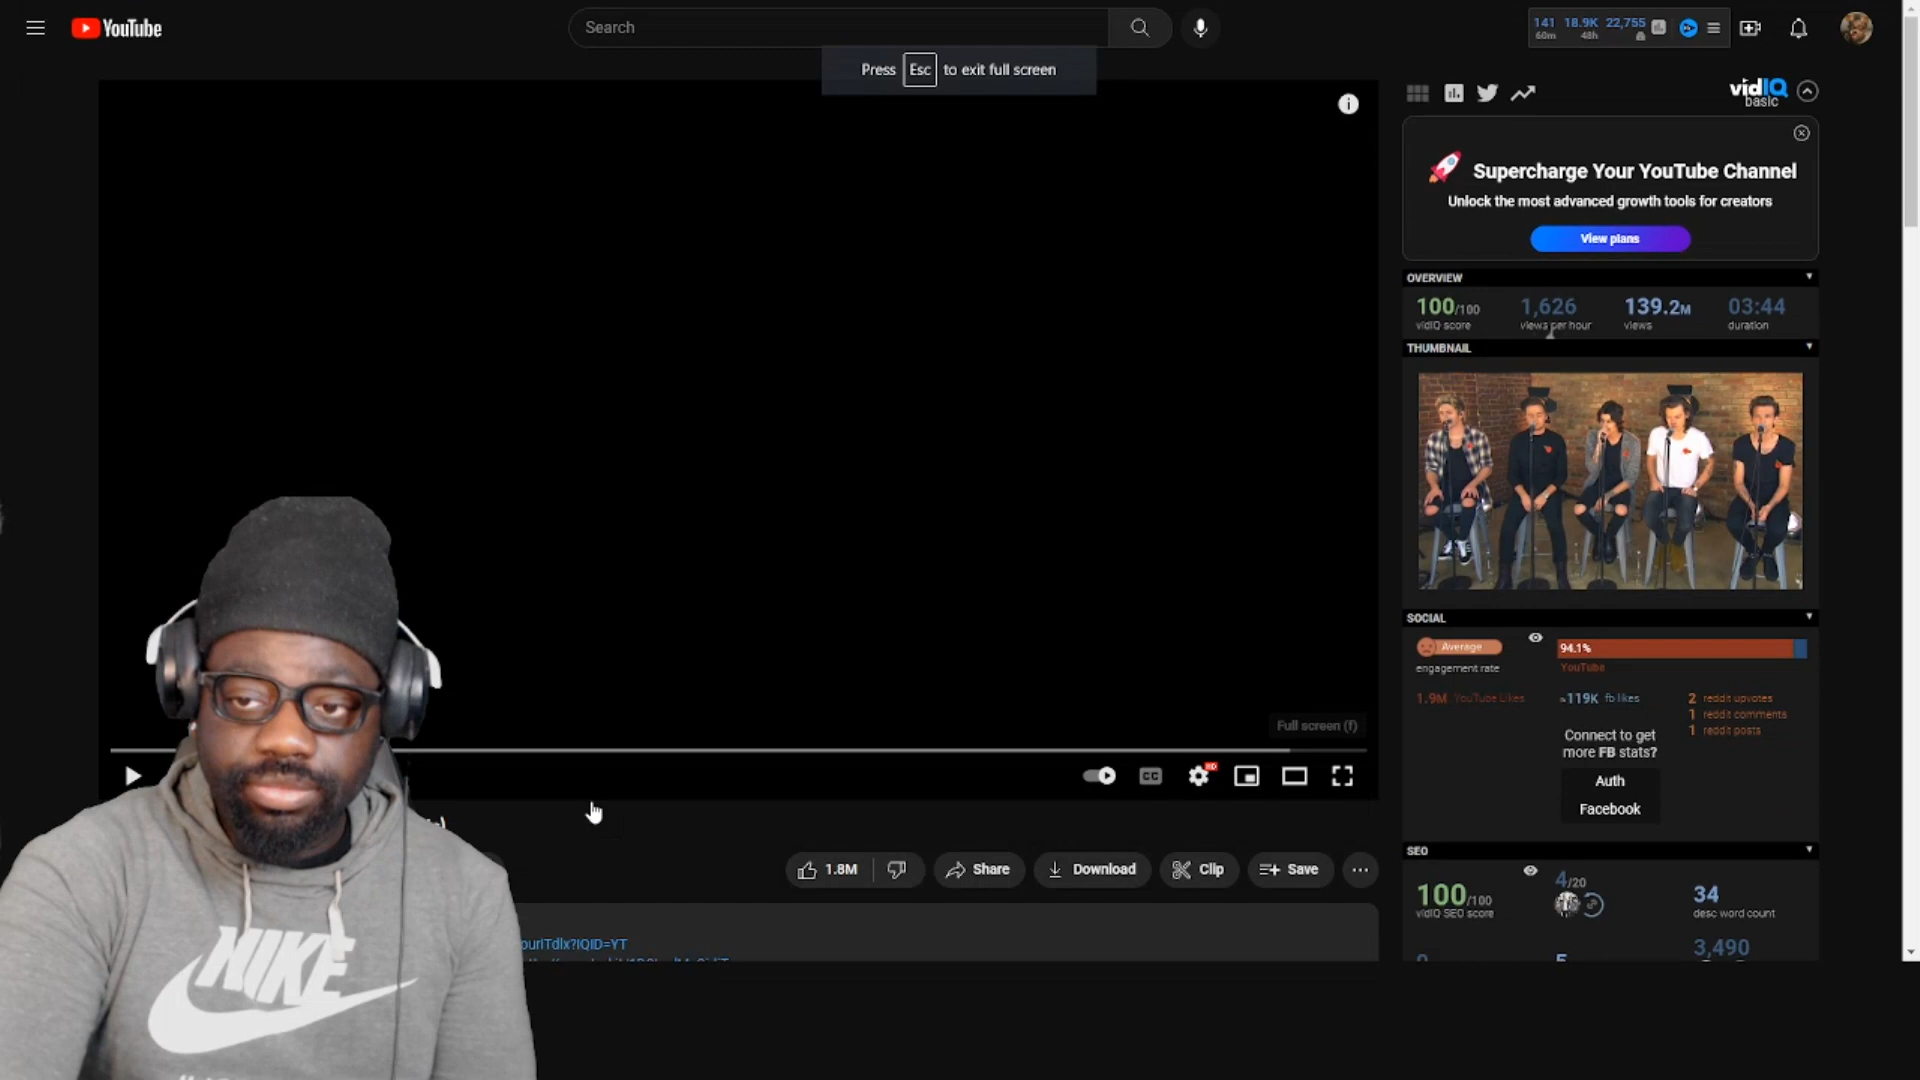 YouTube
Search
141 18.9K 22,755
60m 48h
Press Esc to exit full screen
vidIQ
basic
Supercharge Your YouTube Channel
Unlock the most advanced growth tools for creators
View plans
OVERVIEW
100/100 1,626 139.2M 03:44
vidIQ score views per hour views duration
THUMBNAIL
SOCIAL
Average 94.1%
engagement rate YouTube
1.9M YouTube Likes ≈119K fb likes 2 reddit upvotes
1 reddit comments
1 reddit posts
Connect to get
more FB stats?
Auth
Facebook
Full screen (f)
CC HD
1.8M Share Download Clip Save
SEO
100/100 4/20 34
vidIQ SEO score desc word count
3,490
ouriTdlx?IQID=YT
NIKE